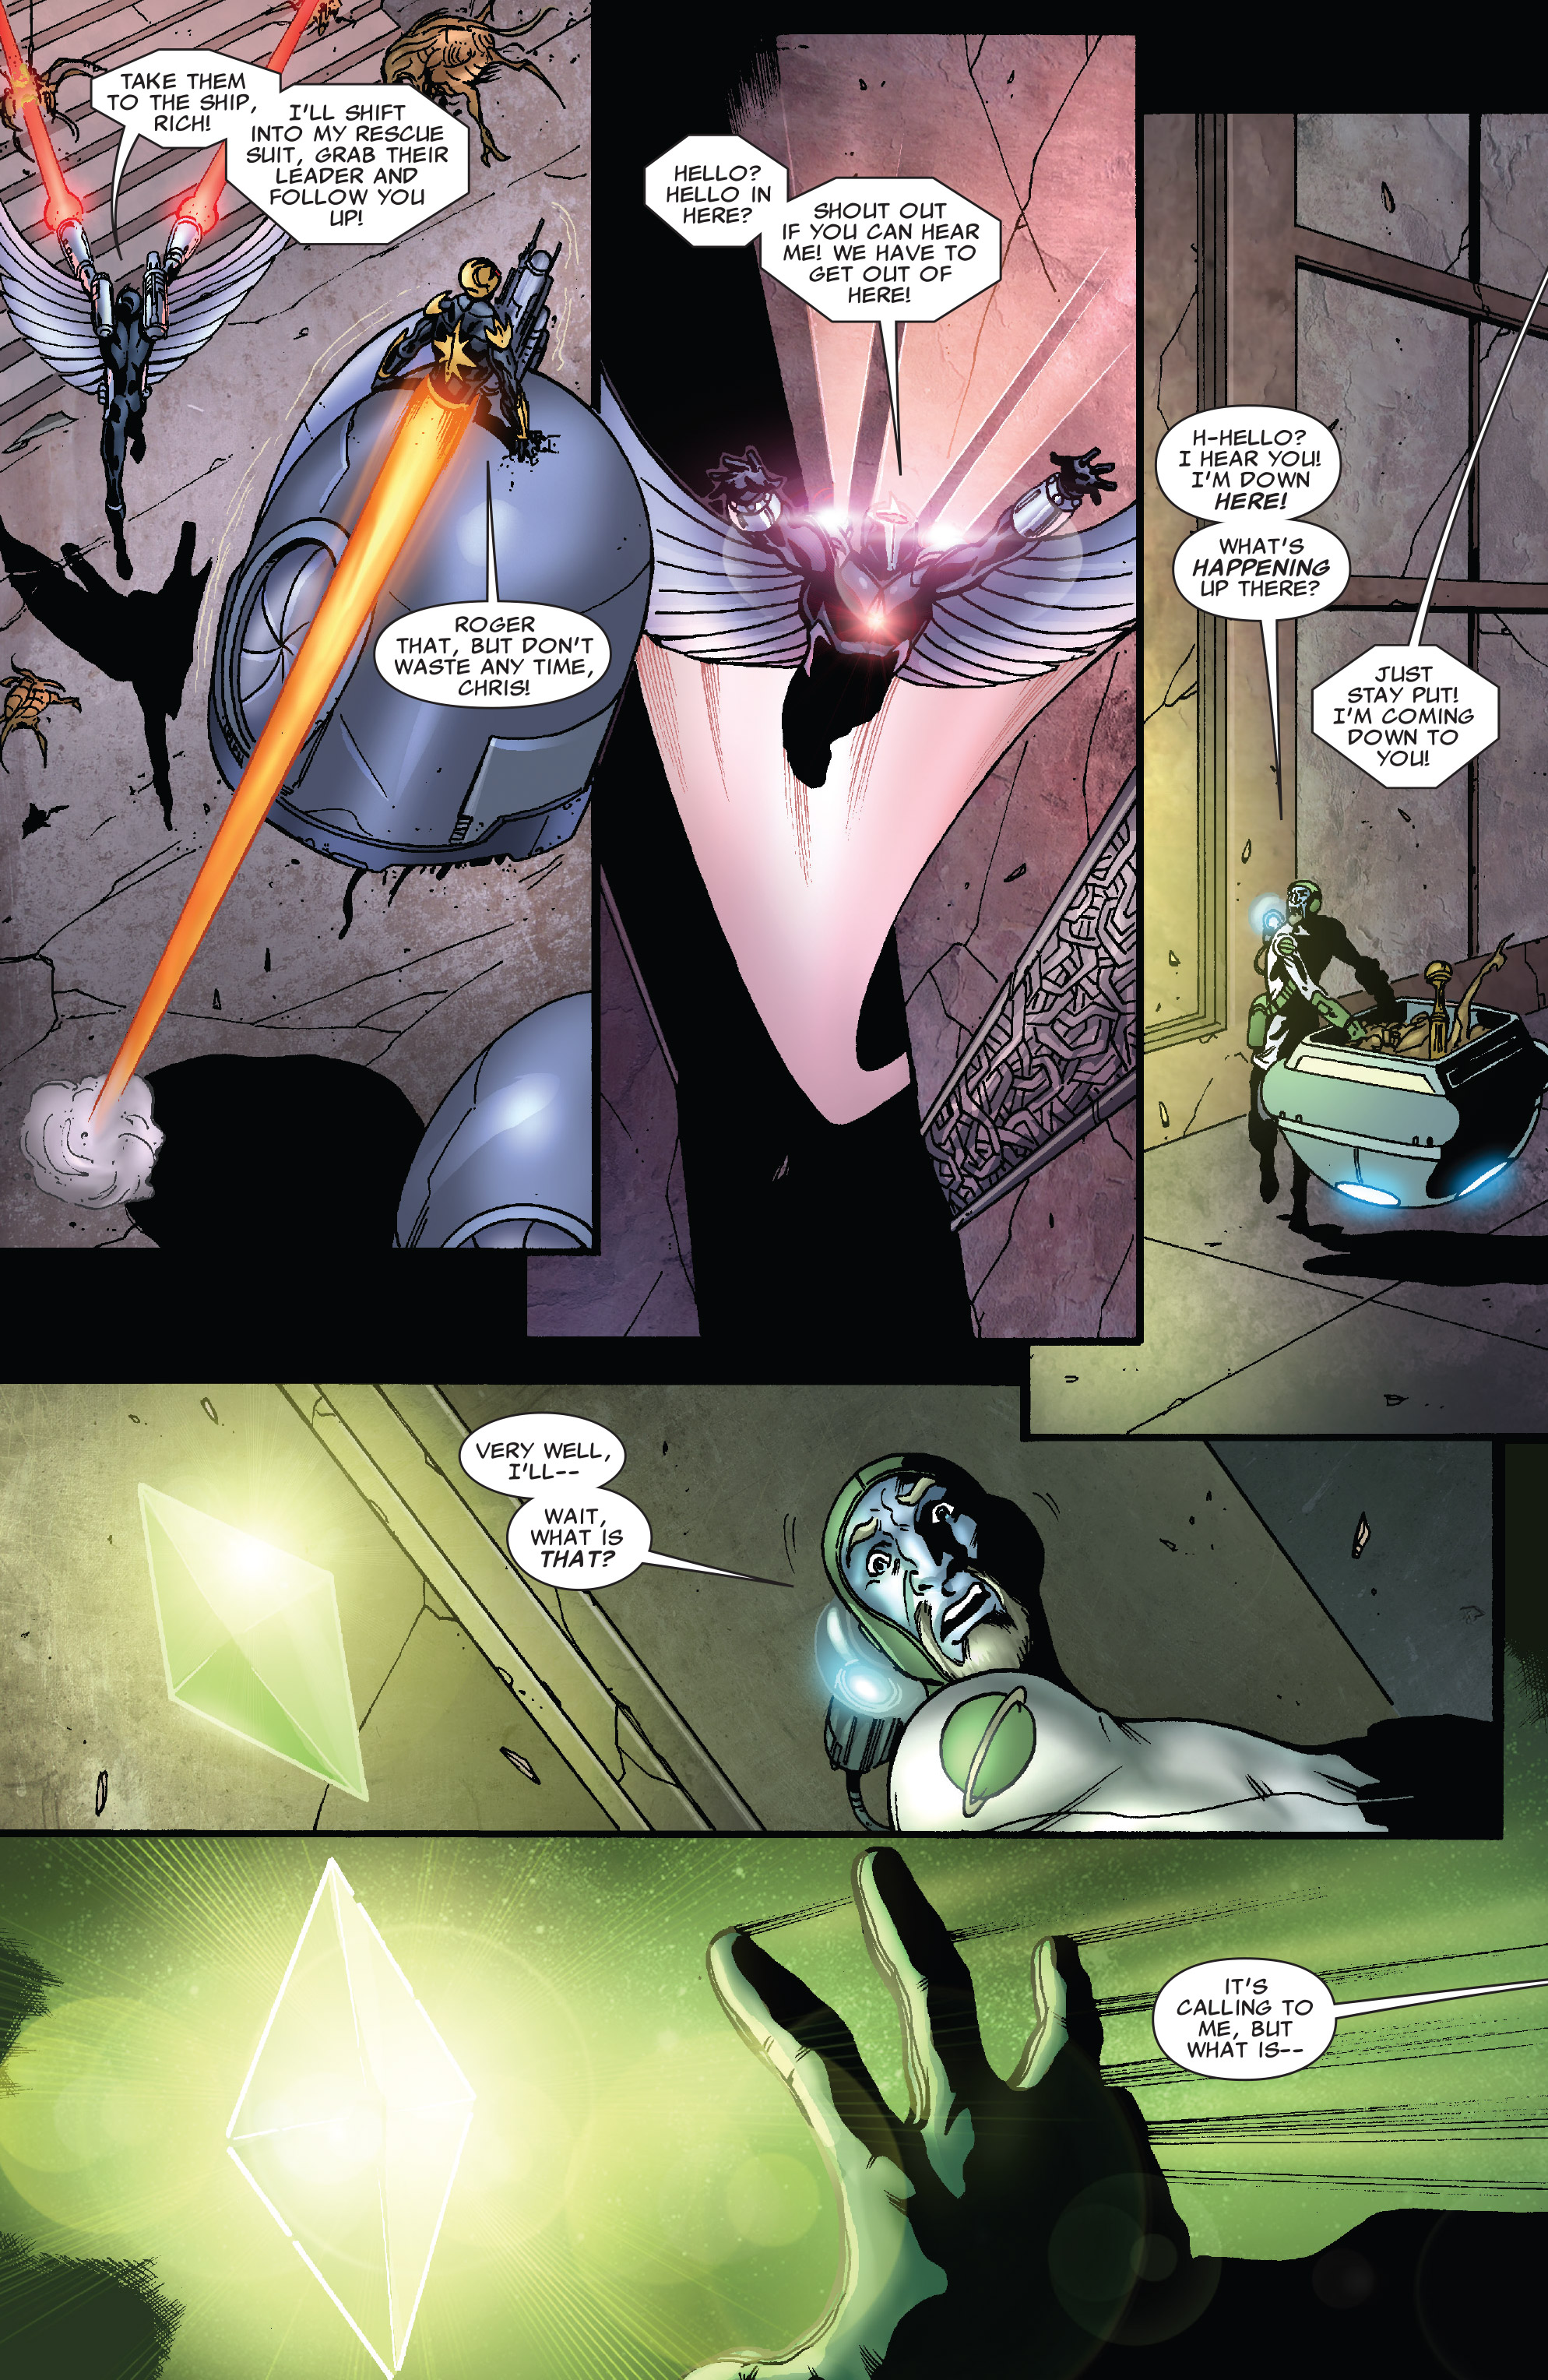 TAKE THEM
TO THE SHIP,
RICH!
I'LL SHIFT
INTO MY RESCUE
SUIT, GRAB THEIR
LEADER AND
FOLLOW YOU
UP!
ROGER
THAT, BUT DON'T
WASTE ANY TIME,
CHRIS!
HELLO?
HELLO IN
HERE?
SHOUT OUT
IF YOU CAN HEAR
ME! WE HAVE TO
GET OUT OF
HERE!
H-HELLO?
I HEAR YOU!
I'M DOWN
HERE!
WHAT'S
HAPPENING
UP THERE?
JUST
STAY PUT!
I'M COMING
DOWN TO
YOU!
VERY WELL,
I'LL--
WAIT,
WHAT IS
THAT?
IT'S
CALLING TO
ME, BUT
WHAT IS--